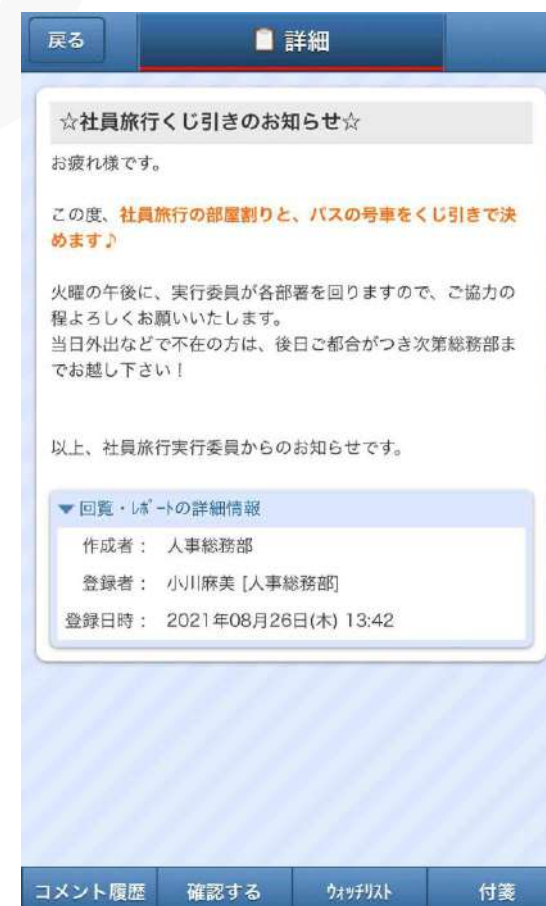 戻る
詳細
☆社員旅行くじ引きのお知らせ☆
お疲れ様です。
この度、社員旅行の部屋割りと、バスの号車をくじ引きで決
めます♪
火曜の午後に、実行委員が各部署を回りますので、ご協力の
程よろしくお願いいたします。
当日外出などで不在の方は、後日ご都合がつき次第総務部ま
でお越し下さい!
以上、社員旅行実行委員からのお知らせです。
▼回覧・ﾚﾎﾟｰﾄの詳細情報
作成者： 人事総務部
登録者： 小川麻美 [人事総務部]
登録日時： 2021年08月26日(木) 13:42
コメント履歴
確認する
ｳｫｯﾁﾘｽﾄ
付箋